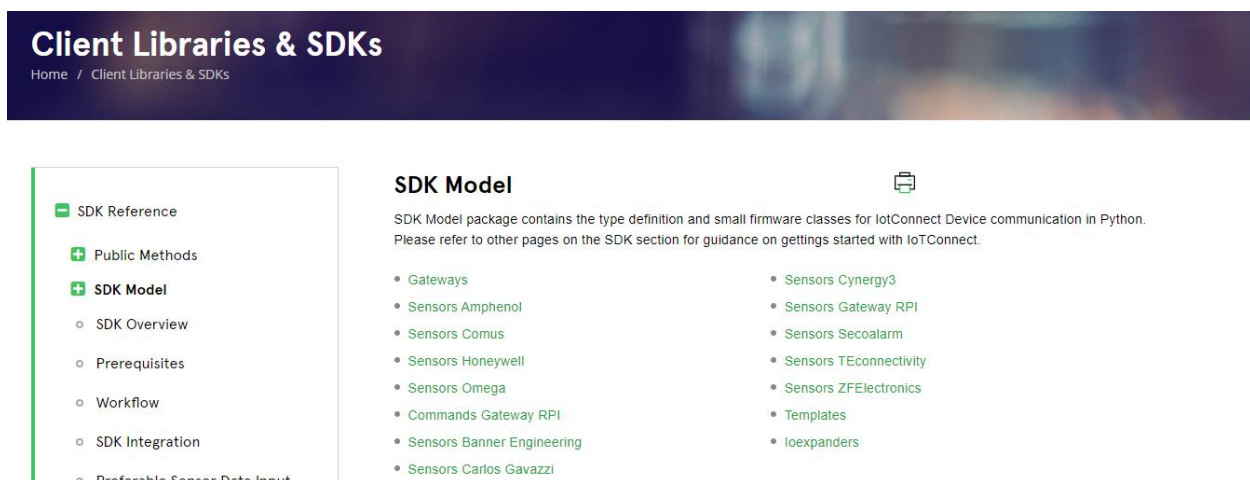 Client Libraries & SDKs
Home / Client Libraries & SDKs
SDK Reference
Public Methods
SDK Model
SDK Overview
Prerequisites
Workflow
SDK Integration
Preferable Sensor Data Input
SDK Model
SDK Model package contains the type definition and small firmware classes for IotConnect Device communication in Python.
Please refer to other pages on the SDK section for guidance on gettings started with IoTConnect.
Gateways
Sensors Amphenol
Sensors Comus
Sensors Honeywell
Sensors Omega
Commands Gateway RPI
Sensors Banner Engineering
Sensors Carlos Gavazzi
Sensors Cynergy3
Sensors Gateway RPI
Sensors Secoalarm
Sensors TEconnectivity
Sensors ZFElectronics
Templates
Ioexpanders